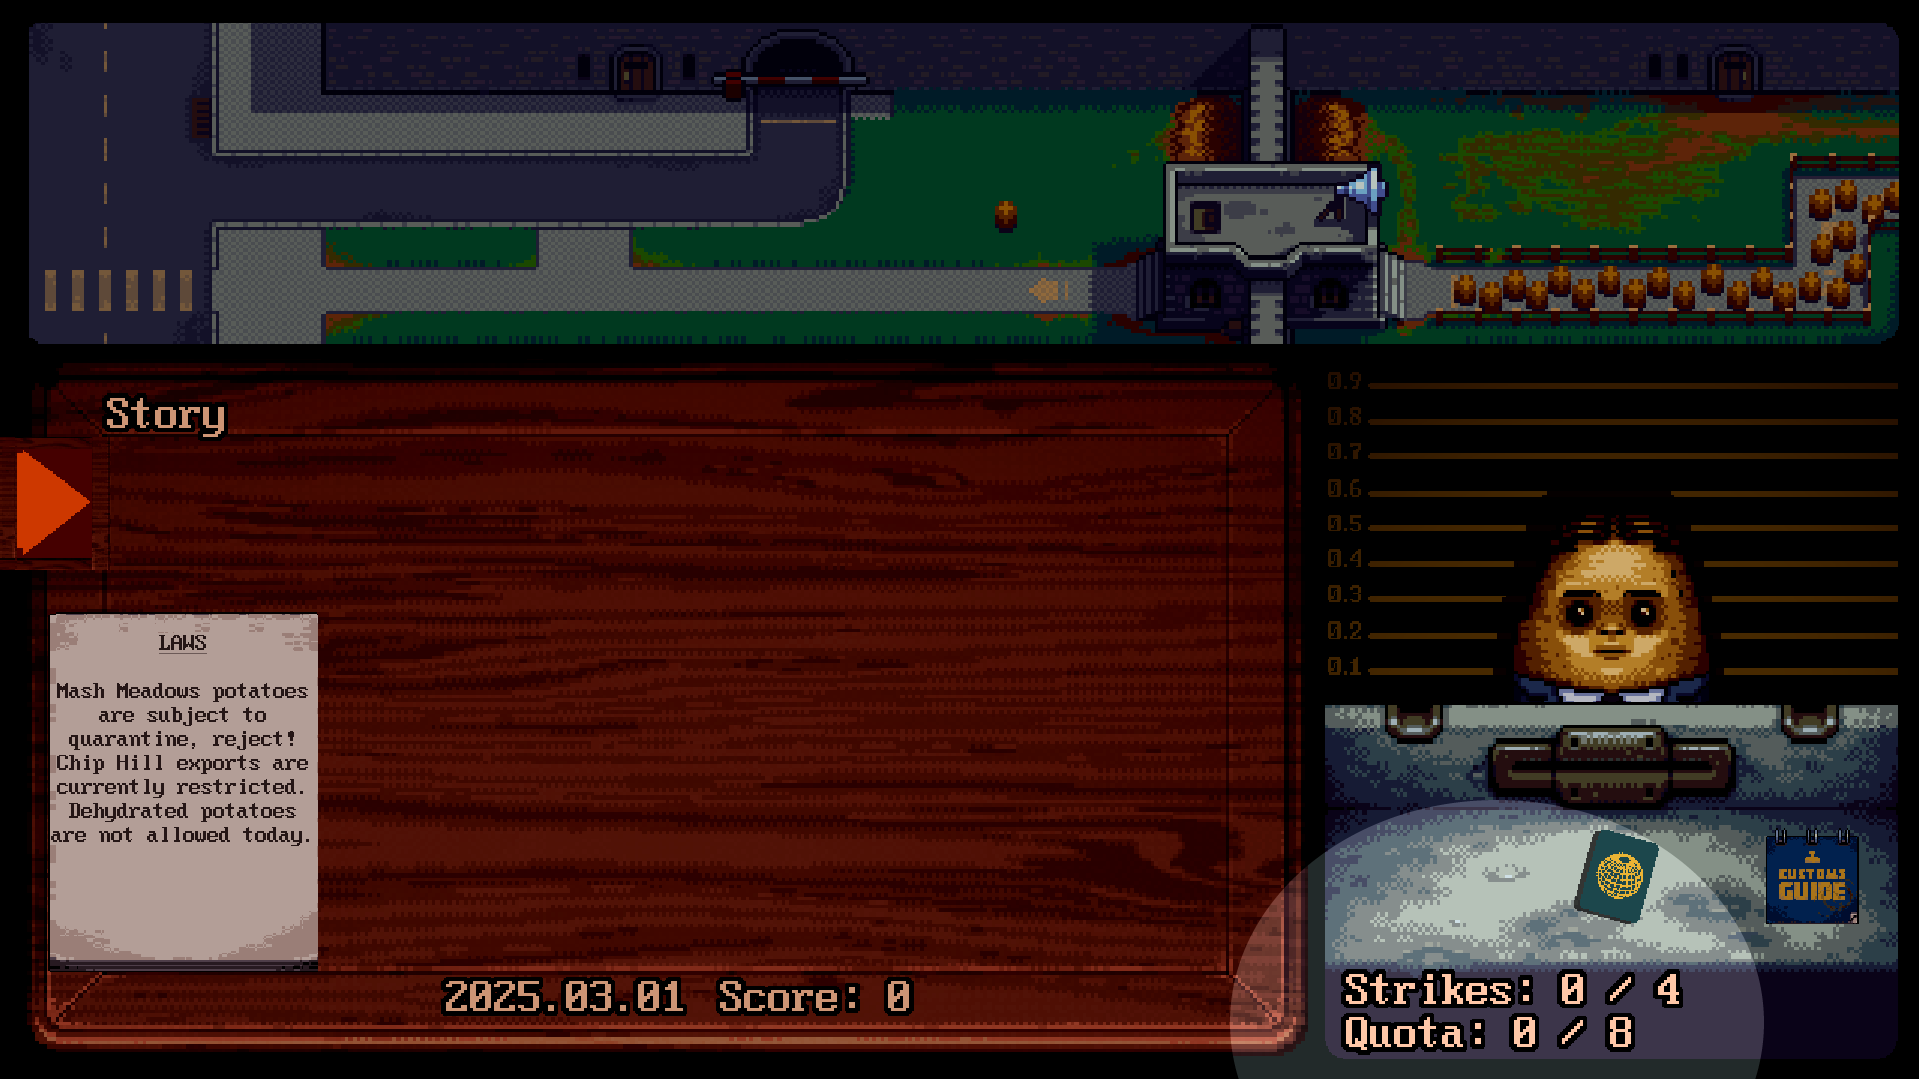 Story
LAWS
Mash Meadows potatoes
are subject to
quarantine, reject!
Chip Hill exports are
currently restricted.
Dehydrated potatoes
are not allowed today.
2025.03.01 Score: 0
0.9
0.8
0.7
0.6
0.5
0.4
0.3
0.2
0.1
CUSTOMS
GUIDE
Strikes: 0 / 4
Quota: 0 / 8